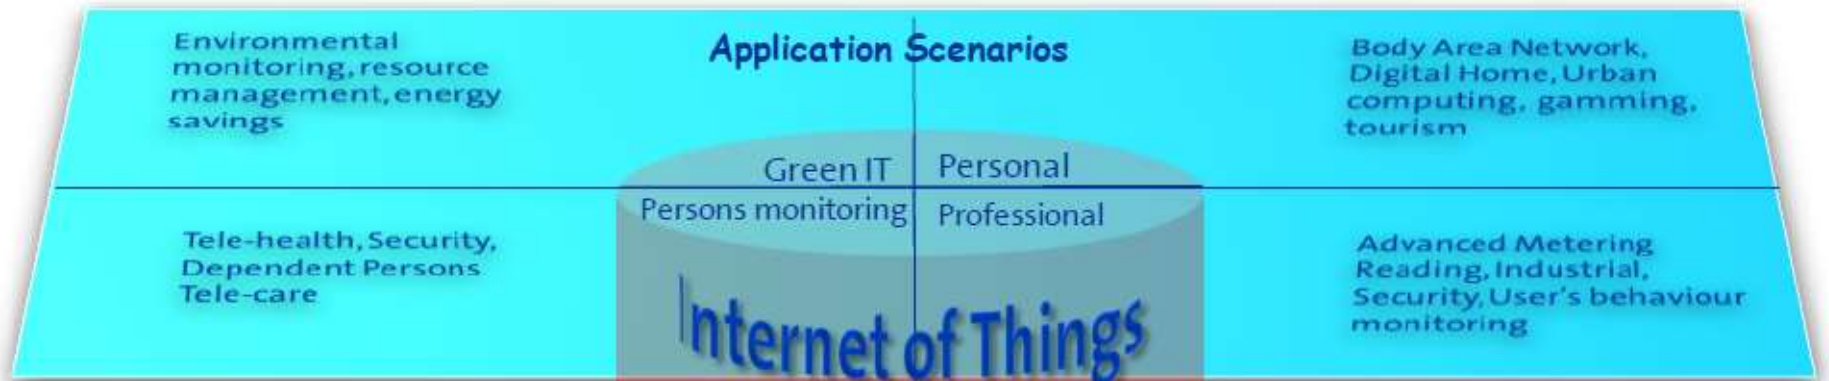 Application Scenarios
Environmental
monitoring, resource
management, energy
savings
Body Area Network,
Digital Home, Urban
computing, gamming,
tourism
Green IT
Personal
Persons monitoring
Professional
Tele-health, Security,
Dependent Persons
Tele-care
Advanced Metering
Reading, Industrial,
Security, User's behaviour
monitoring
Internet of Things